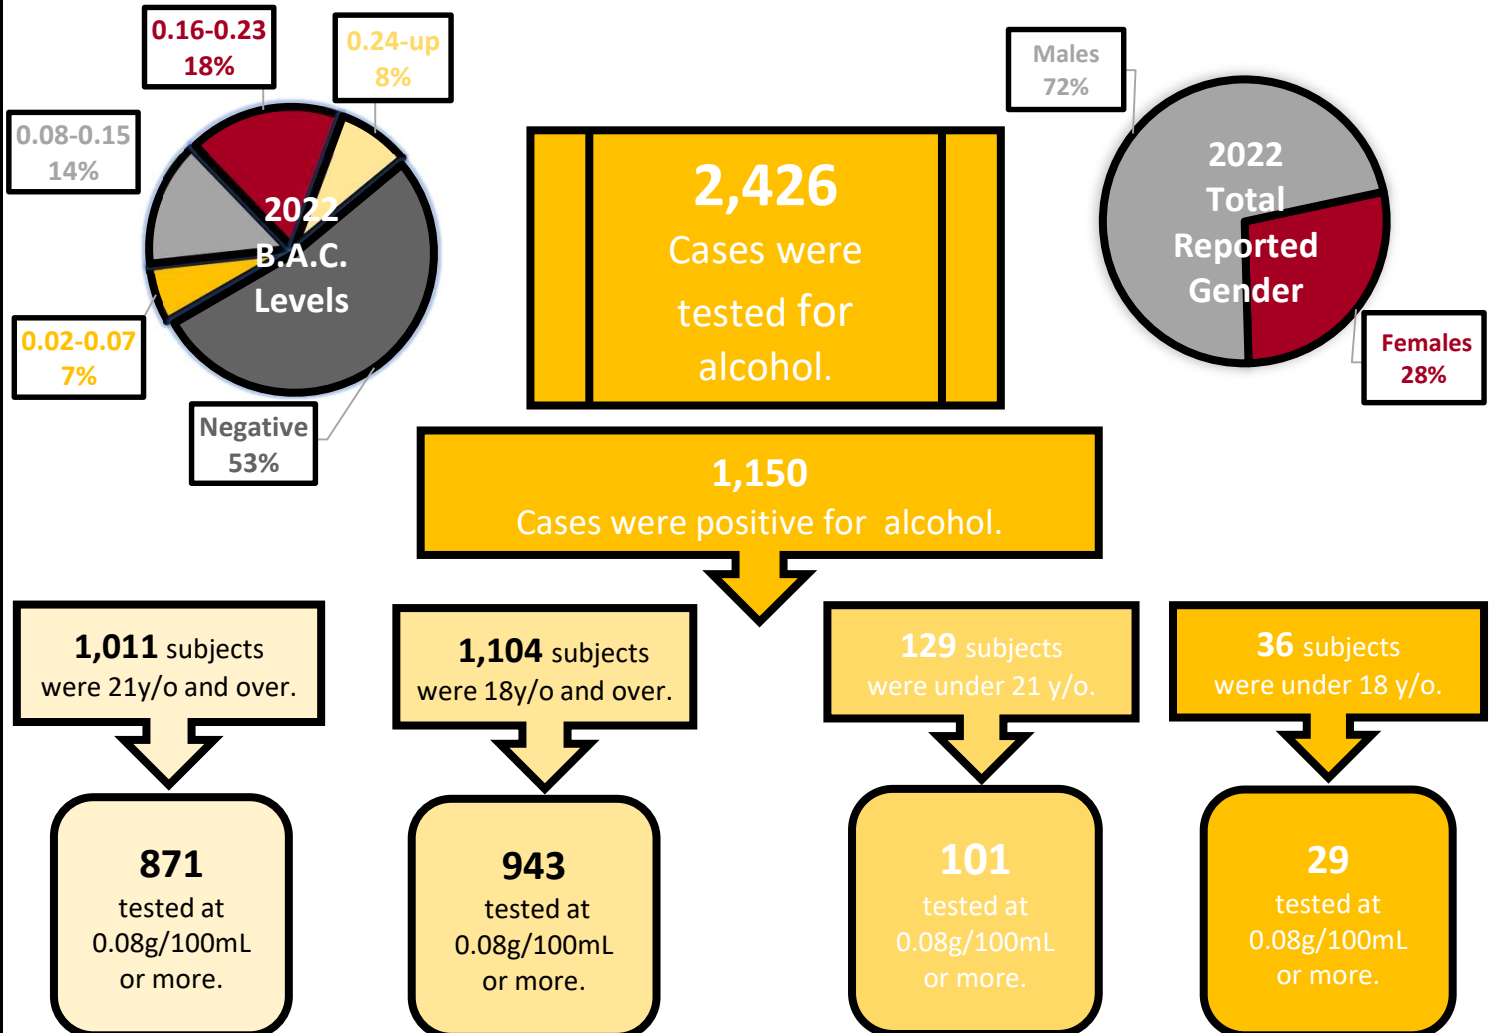 0.16-0.23
18%
0.24-up
8%
0.08-0.15
14%
0.02-0.07
7%
Negative
53%
2022
B.A.C.
Levels
2,426
Cases were
tested for
alcohol.
Males
72%
2022
Total
Reported
Gender
Females
28%
1,150
Cases were positive for alcohol.
1,011 subjects
were 21y/o and over.
1,104 subjects
were 18y/o and over.
129 subjects
were under 21 y/o.
36 subjects
were under 18 y/o.
871
tested at
0.08g/100mL
or more.
943
tested at
0.08g/100mL
or more.
101
tested at
0.08g/100mL
or more.
29
tested at
0.08g/100mL
or more.